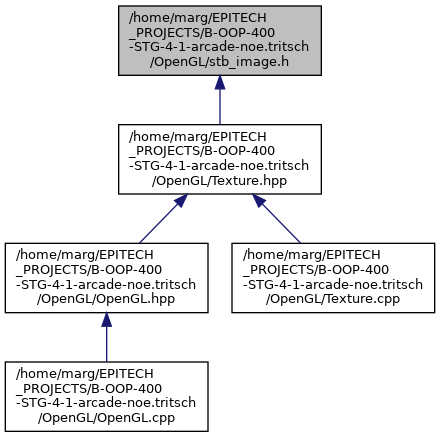 /home/marg/EPITECH
_PROJECTS/B-OOP-400
-STG-4-1-arcade-noe.tritsch
/OpenGL/stb_image.h
/home/marg/EPITECH
_PROJECTS/B-OOP-400
-STG-4-1-arcade-noe.tritsch
/OpenGL/Texture.hpp
/home/marg/EPITECH
_PROJECTS/B-OOP-400
-STG-4-1-arcade-noe.tritsch
/OpenGL/OpenGL.hpp
/home/marg/EPITECH
_PROJECTS/B-OOP-400
-STG-4-1-arcade-noe.tritsch
/OpenGL/Texture.cpp
/home/marg/EPITECH
_PROJECTS/B-OOP-400
-STG-4-1-arcade-noe.tritsch
/OpenGL/OpenGL.cpp